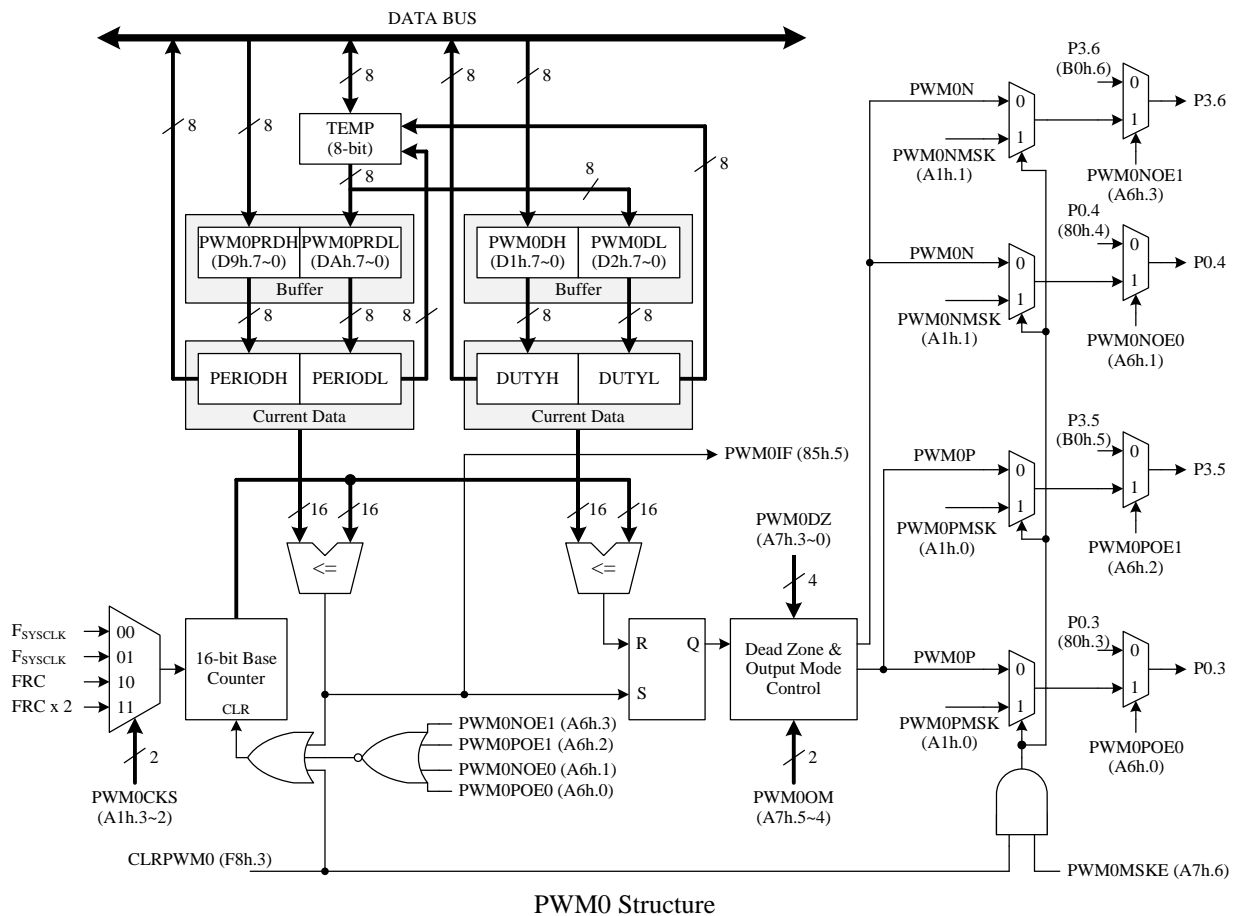 DATA BUS
8
8
8
8
8
TEMP
(8-bit)
8
8
8
PWM0PRDH
(D9h.7~0)
PWM0PRDL
(DAh.7~0)
Buffer
PWM0DH
(D1h.7~0)
PWM0DL
(D2h.7~0)
Buffer
8
8
8
8
8
PERIODH
PERIODL
Current Data
DUTYH
DUTYL
Current Data
PWM0IF (85h.5)
16
16
16
16
<=
<=
PWM0DZ
(A7h.3~0)
4
FSYSCLK
FSYSCLK
FRC
FRC x 2
00
01
10
11
2
PWM0CKS
(A1h.3~2)
16-bit Base
Counter
CLR
R
S
Q
Dead Zone &
Output Mode
Control
2
PWM0OM
(A7h.5~4)
PWM0NOE1 (A6h.3)
PWM0POE1 (A6h.2)
PWM0NOE0 (A6h.1)
PWM0POE0 (A6h.0)
CLRPWM0 (F8h.3)
PWM0MSKE (A7h.6)
PWM0N
0
1
PWM0NMSK
(A1h.1)
P3.6
(B0h.6)
0
1
P3.6
PWM0NOE1
(A6h.3)
PWM0N
0
1
PWM0NMSK
(A1h.1)
P0.4
(80h.4)
0
1
P0.4
PWM0NOE0
(A6h.1)
PWM0P
0
1
PWM0PMSK
(A1h.0)
P3.5
(B0h.5)
0
1
P3.5
PWM0POE1
(A6h.2)
PWM0P
0
1
PWM0PMSK
(A1h.0)
P0.3
(80h.3)
0
1
P0.3
PWM0POE0
(A6h.0)
PWM0 Structure